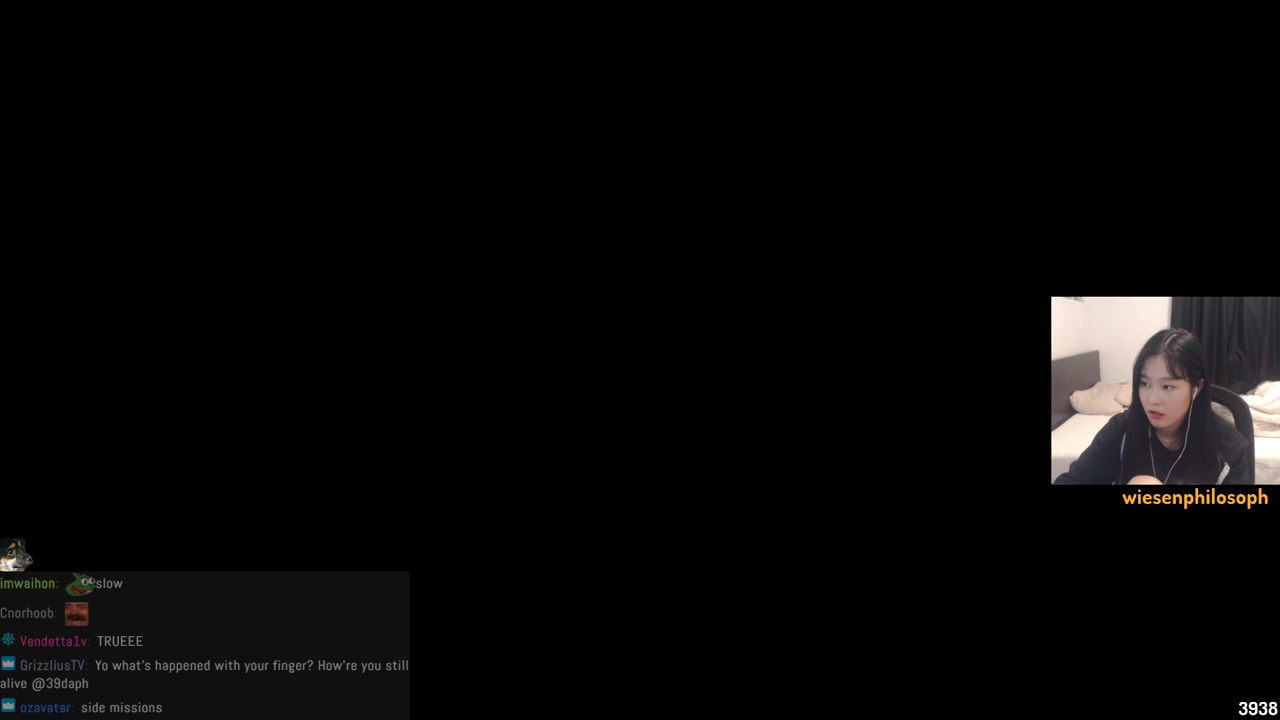 wiesenphilosoph
imwaihon: slow
Cnorhoob:
Vendetta1v: TRUEEE
GrizzliusTV: Yo what's happened with your finger? How're you still
alive @39daph
ozavatar: side missions
3938